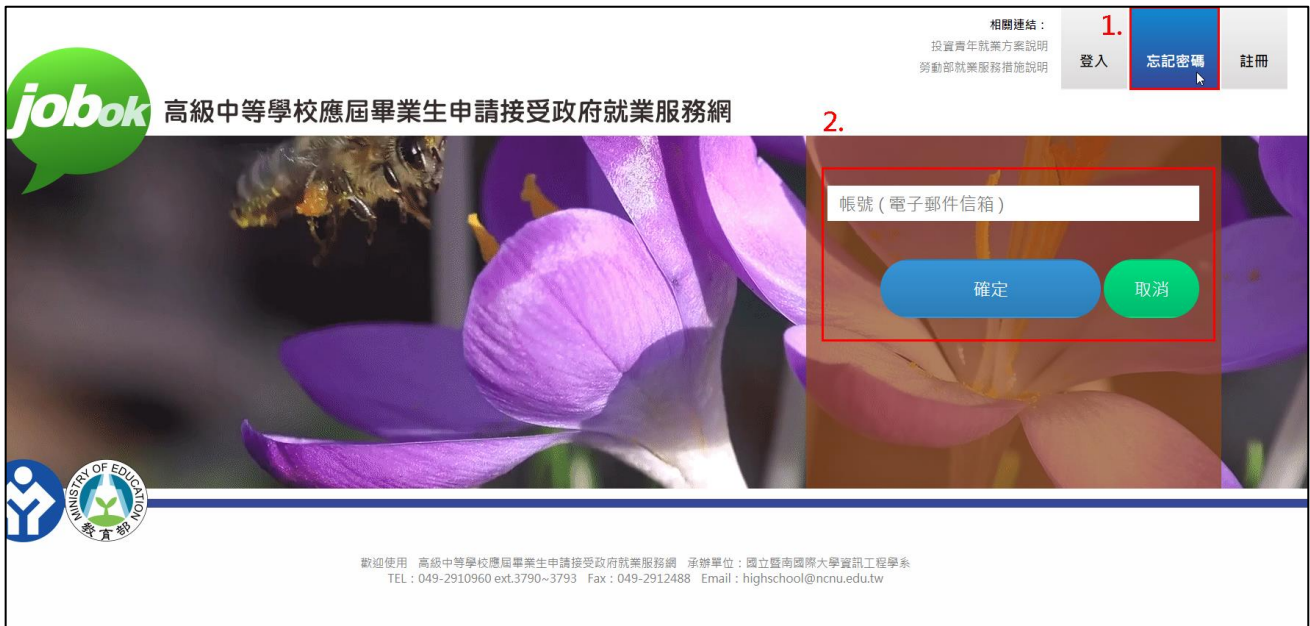 相關連結：
投資青年就業方案說明
勞動部就業服務措施說明
1.
登入
忘記密碼
註冊
jobok
高級中等學校應屆畢業生申請接受政府就業服務網
2.
帳號 ( 電子郵件信箱 )
確定
取消
MINISTRY OF EDUCATION
教育部
歡迎使用 高級中等學校應屆畢業生申請接受政府就業服務網 承辦單位：國立暨南國際大學資訊工程學系
TEL：049-2910960 ext.3790~3793 Fax：049-2912488 Email：highschool@ncnu.edu.tw